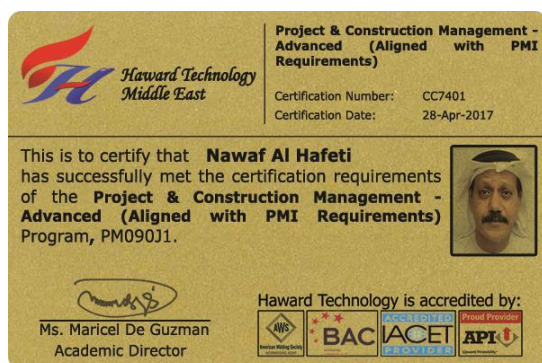 Haward Technology
Middle East
Project & Construction Management -
Advanced (Aligned with PMI
Requirements)
Certification Number: CC7401
Certification Date: 28-Apr-2017
This is to certify that Nawaf Al Hafeti
has successfully met the certification requirements
of the Project & Construction Management -
Advanced (Aligned with PMI Requirements)
Program, PM090J1.
Ms. Maricel De Guzman
Academic Director
Haward Technology is accredited by:
AWS
American Welding Society
BAC
ACCREDITED
IACET
PROVIDER
Proud Provider
API U